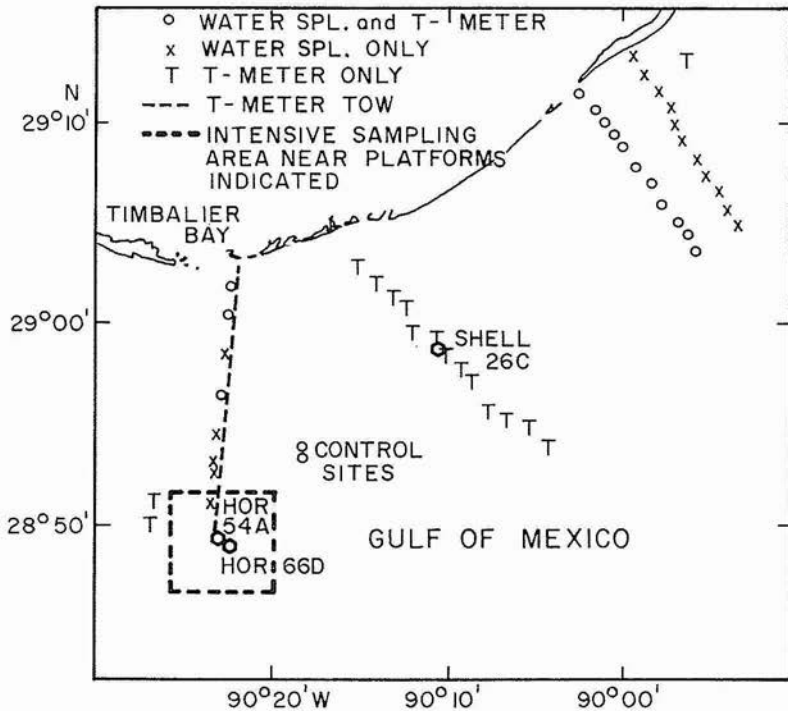 o WATER SPL. and T-METER
x WATER SPL. ONLY
T T-METER ONLY
T-METER TOW
INTENSIVE SAMPLING
AREA NEAR PLATFORMS
INDICATED
N
29°10'
29°00'
28°50'
TIMBALIER
BAY
T
T
T
T
T
T
T
SHELL
26C
T
T
T
T
T
T
T
CONTROL
SITES
T
T
HOR
54A
HOR 66D
GULF OF MEXICO
90°20'W
90°10'
90°00'